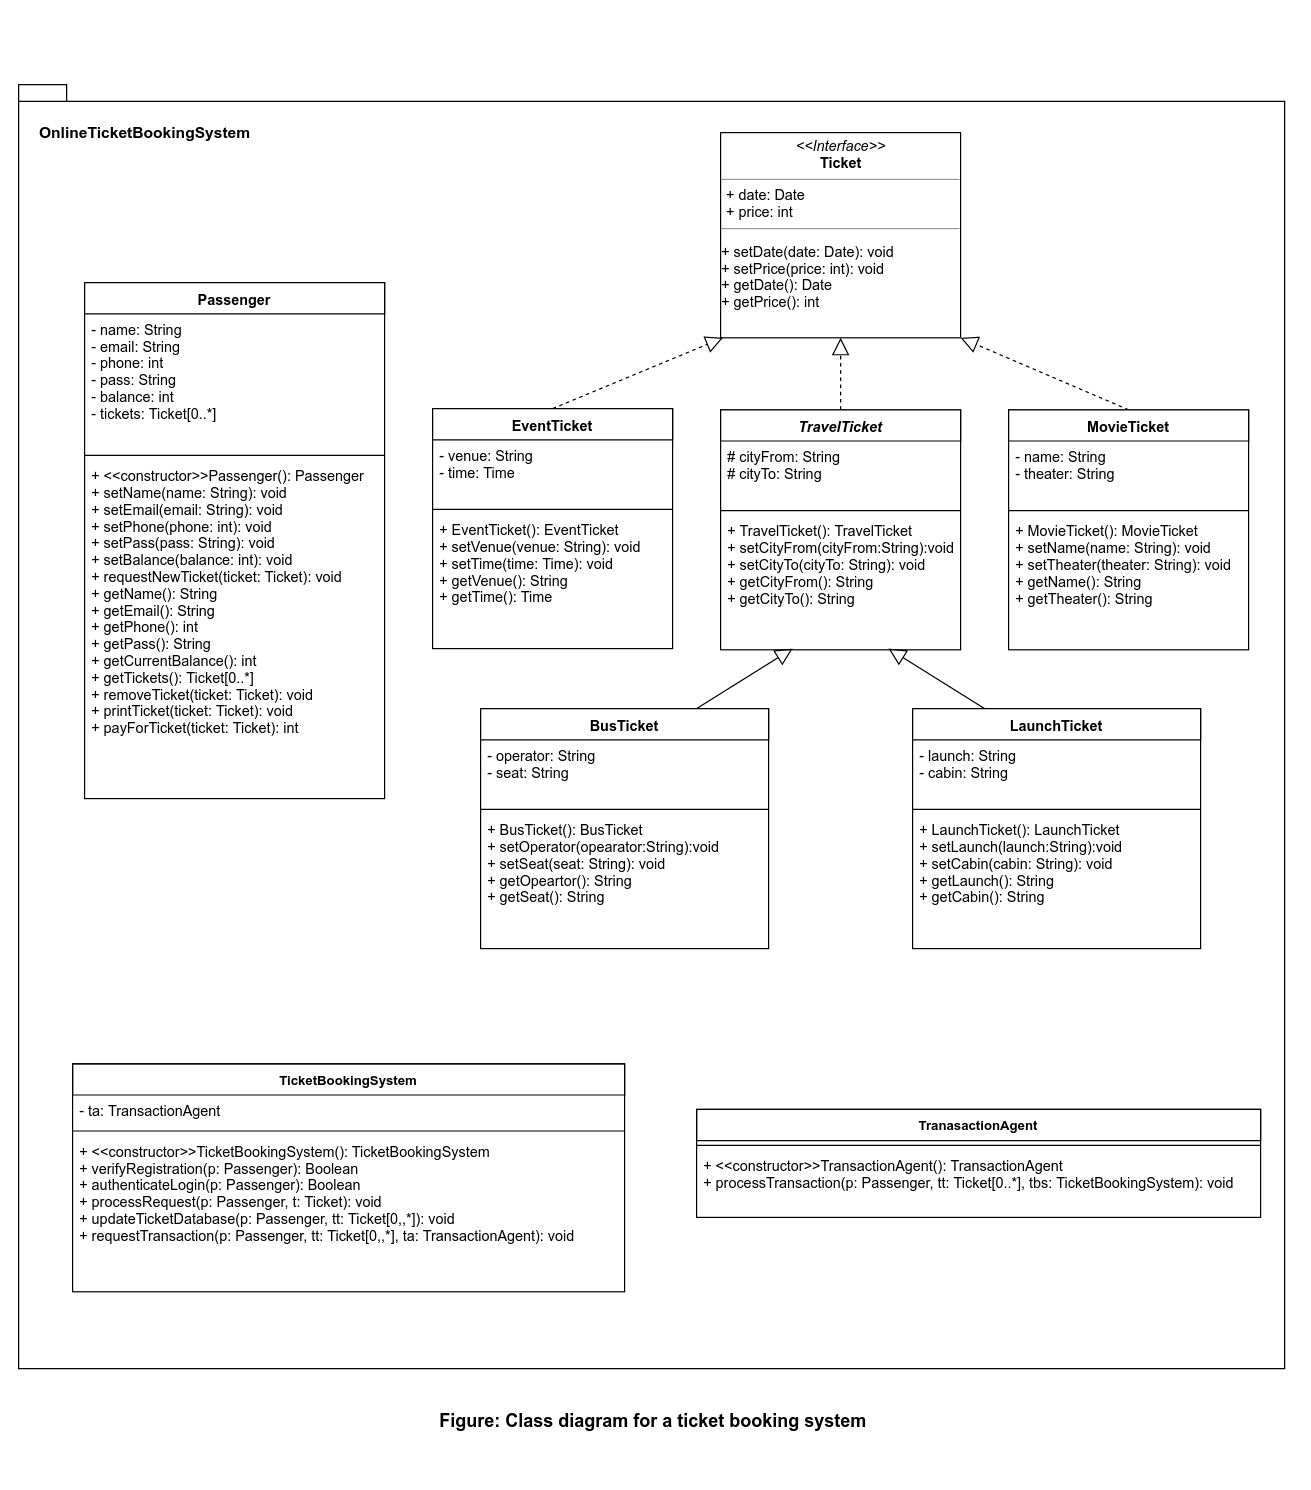 OnlineTicketBookingSystem
<<Interface>>
Ticket
+ date: Date
+ price: int
+ setDate(date: Date): void
+ setPrice(price: int): void
+ getDate(): Date
+ getPrice(): int
Passenger
- name: String
- email: String
- phone: int
- pass: String
- balance: int
- tickets: Ticket[0..*]
+ <<constructor>>Passenger(): Passenger
+ setName(name: String): void
+ setEmail(email: String): void
+ setPhone(phone: int): void
+ setPass(pass: String): void
+ setBalance(balance: int): void
+ requestNewTicket(ticket: Ticket): void
+ getName(): String
+ getEmail(): String
+ getPhone(): int
+ getPass(): String
+ getCurrentBalance(): int
+ getTickets(): Ticket[0..*]
+ removeTicket(ticket: Ticket): void
+ printTicket(ticket: Ticket): void
+ payForTicket(ticket: Ticket): int
EventTicket
- venue: String
- time: Time
+ EventTicket(): EventTicket
+ setVenue(venue: String): void
+ setTime(time: Time): void
+ getVenue(): String
+ getTime(): Time
TravelTicket
# cityFrom: String
# cityTo: String
+ TravelTicket(): TravelTicket
+ setCityFrom(cityFrom:String):void
+ setCityTo(cityTo: String): void
+ getCityFrom(): String
+ getCityTo(): String
MovieTicket
- name: String
- theater: String
+ MovieTicket(): MovieTicket
+ setName(name: String): void
+ setTheater(theater: String): void
+ getName(): String
+ getTheater(): String
BusTicket
- operator: String
- seat: String
+ BusTicket(): BusTicket
+ setOperator(opearator:String):void
+ setSeat(seat: String): void
+ getOpeartor(): String
+ getSeat(): String
LaunchTicket
- launch: String
- cabin: String
+ LaunchTicket(): LaunchTicket
+ setLaunch(launch:String):void
+ setCabin(cabin: String): void
+ getLaunch(): String
+ getCabin(): String
TicketBookingSystem
- ta: TransactionAgent
+ <<constructor>>TicketBookingSystem(): TicketBookingSystem
+ verifyRegistration(p: Passenger): Boolean
+ authenticateLogin(p: Passenger): Boolean
+ processRequest(p: Passenger, t: Ticket): void
+ updateTicketDatabase(p: Passenger, tt: Ticket[0,,*]): void
+ requestTransaction(p: Passenger, tt: Ticket[0,,*], ta: TransactionAgent): void
TranasactionAgent
+ <<constructor>>TransactionAgent(): TransactionAgent
+ processTransaction(p: Passenger, tt: Ticket[0..*], tbs: TicketBookingSystem): void
Figure: Class diagram for a ticket booking system